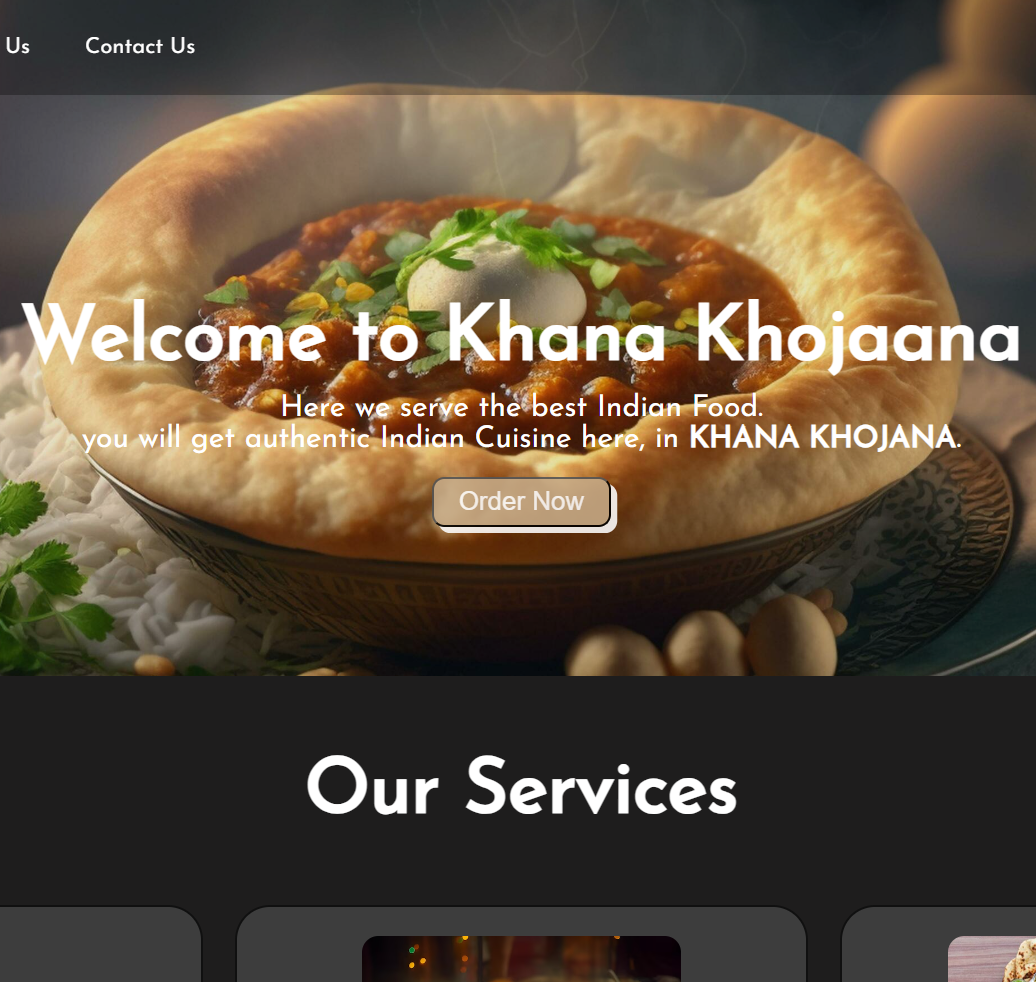 Us Contact Us
Welcome to Khana Khojaana
Here we serve the best Indian Food.
you will get authentic Indian Cuisine here, in KHANA KHOJANA.
Order Now
Our Services